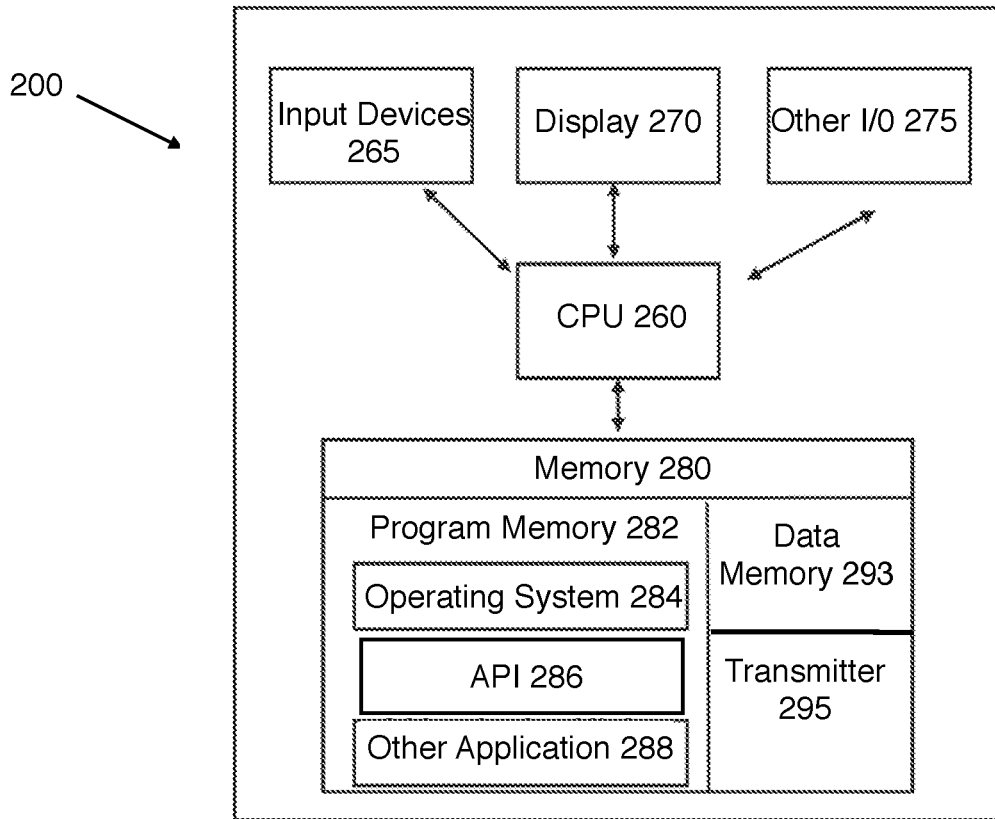 200
Input Devices
265
Display 270
Other I/0 275
CPU 260
Memory 280
Program Memory 282
Operating System 284
API 286
Other Application 288
Data
Memory 293
Transmitter
295